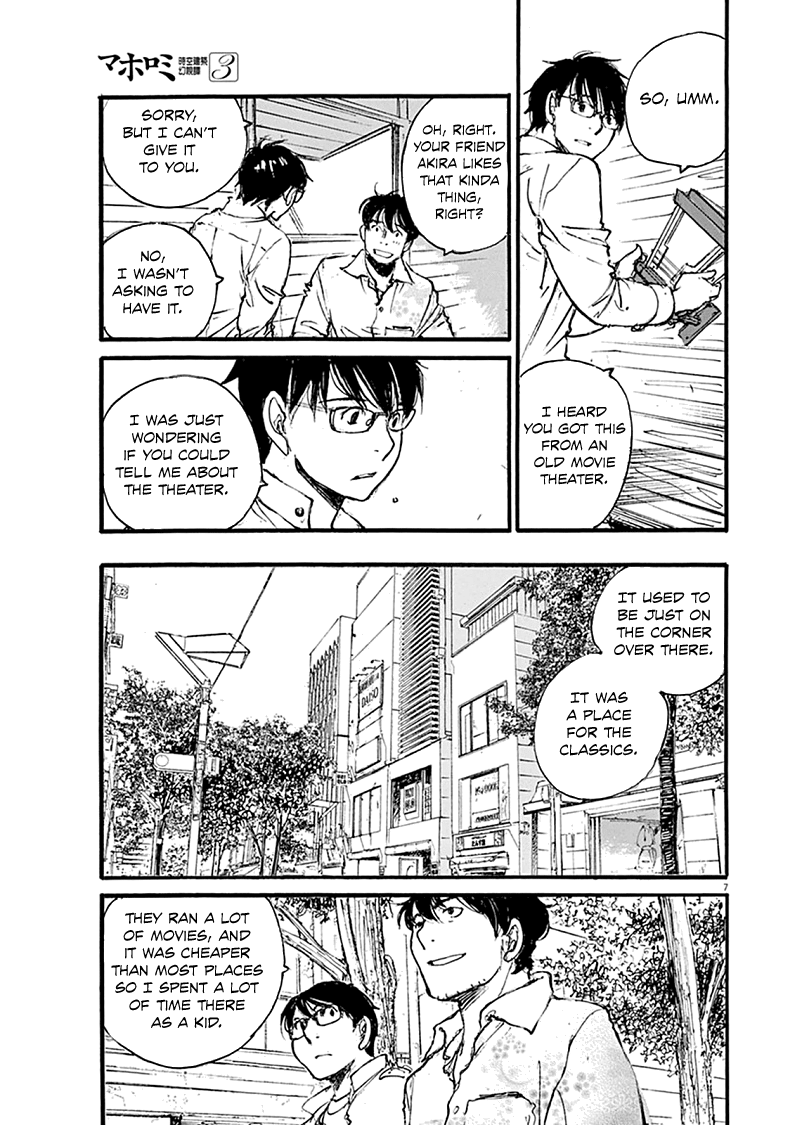 マホロミ
時空建築
幻視譚
3
SO, UMM.
I HEARD
YOU GOT THIS
FROM AN
OLD MOVIE
THEATER.
OH, RIGHT.
YOUR FRIEND
AKIRA LIKES
THAT KINDA
THING,
RIGHT?
SORRY,
BUT I CAN'T
GIVE IT
TO YOU.
NO,
I WASN'T
ASKING TO
HAVE IT.
I WAS JUST
WONDERING
IF YOU COULD
TELL ME ABOUT
THE THEATER.
IT USED TO
BE JUST ON
THE CORNER
OVER THERE.
IT WAS
A PLACE
FOR THE
CLASSICS.
DAISO
7
THEY RAN A LOT
OF MOVIES, AND
IT WAS CHEAPER
THAN MOST PLACES
SO I SPENT A LOT
OF TIME THERE
AS A KID.